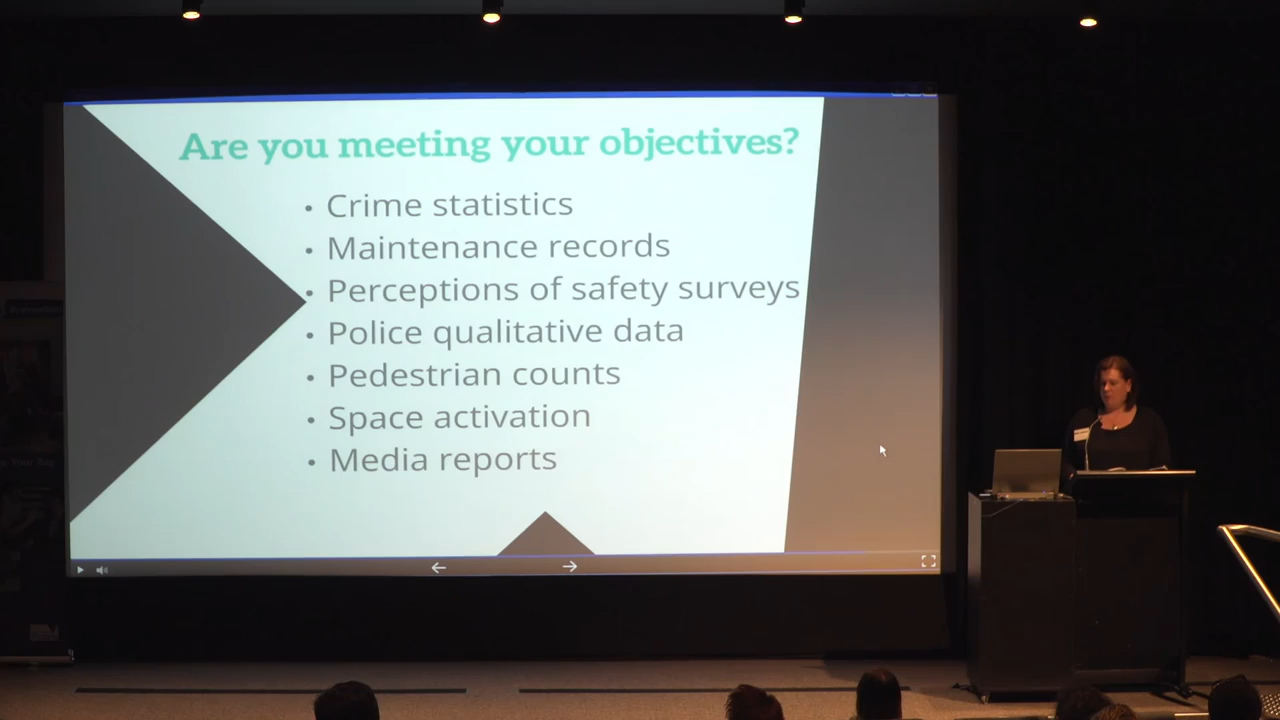 Are you meeting your objectives?
• Crime statistics
• Maintenance records
• Perceptions of safety surveys
• Police qualitative data
• Pedestrian counts
• Space activation
• Media reports